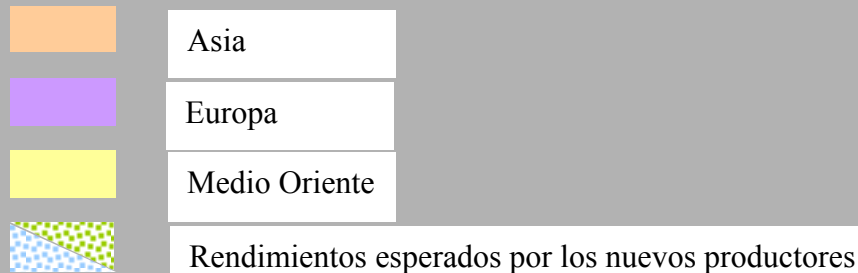 Asia
Europa
Medio Oriente
Rendimientos esperados por los nuevos productores